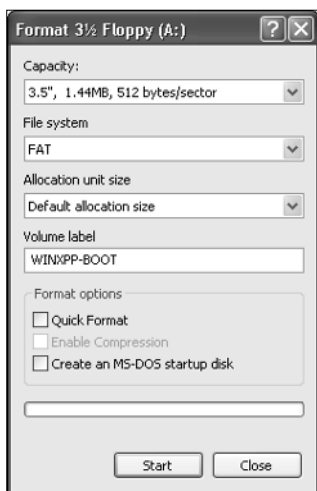 Format 3½ Floppy (A:)
Capacity:
3.5", 1.44MB, 512 bytes/sector
File system
FAT
Allocation unit size
Default allocation size
Volume label
WINXPP-BOOT
Format options
Quick Format
Enable Compression
Create an MS-DOS startup disk
Start Close